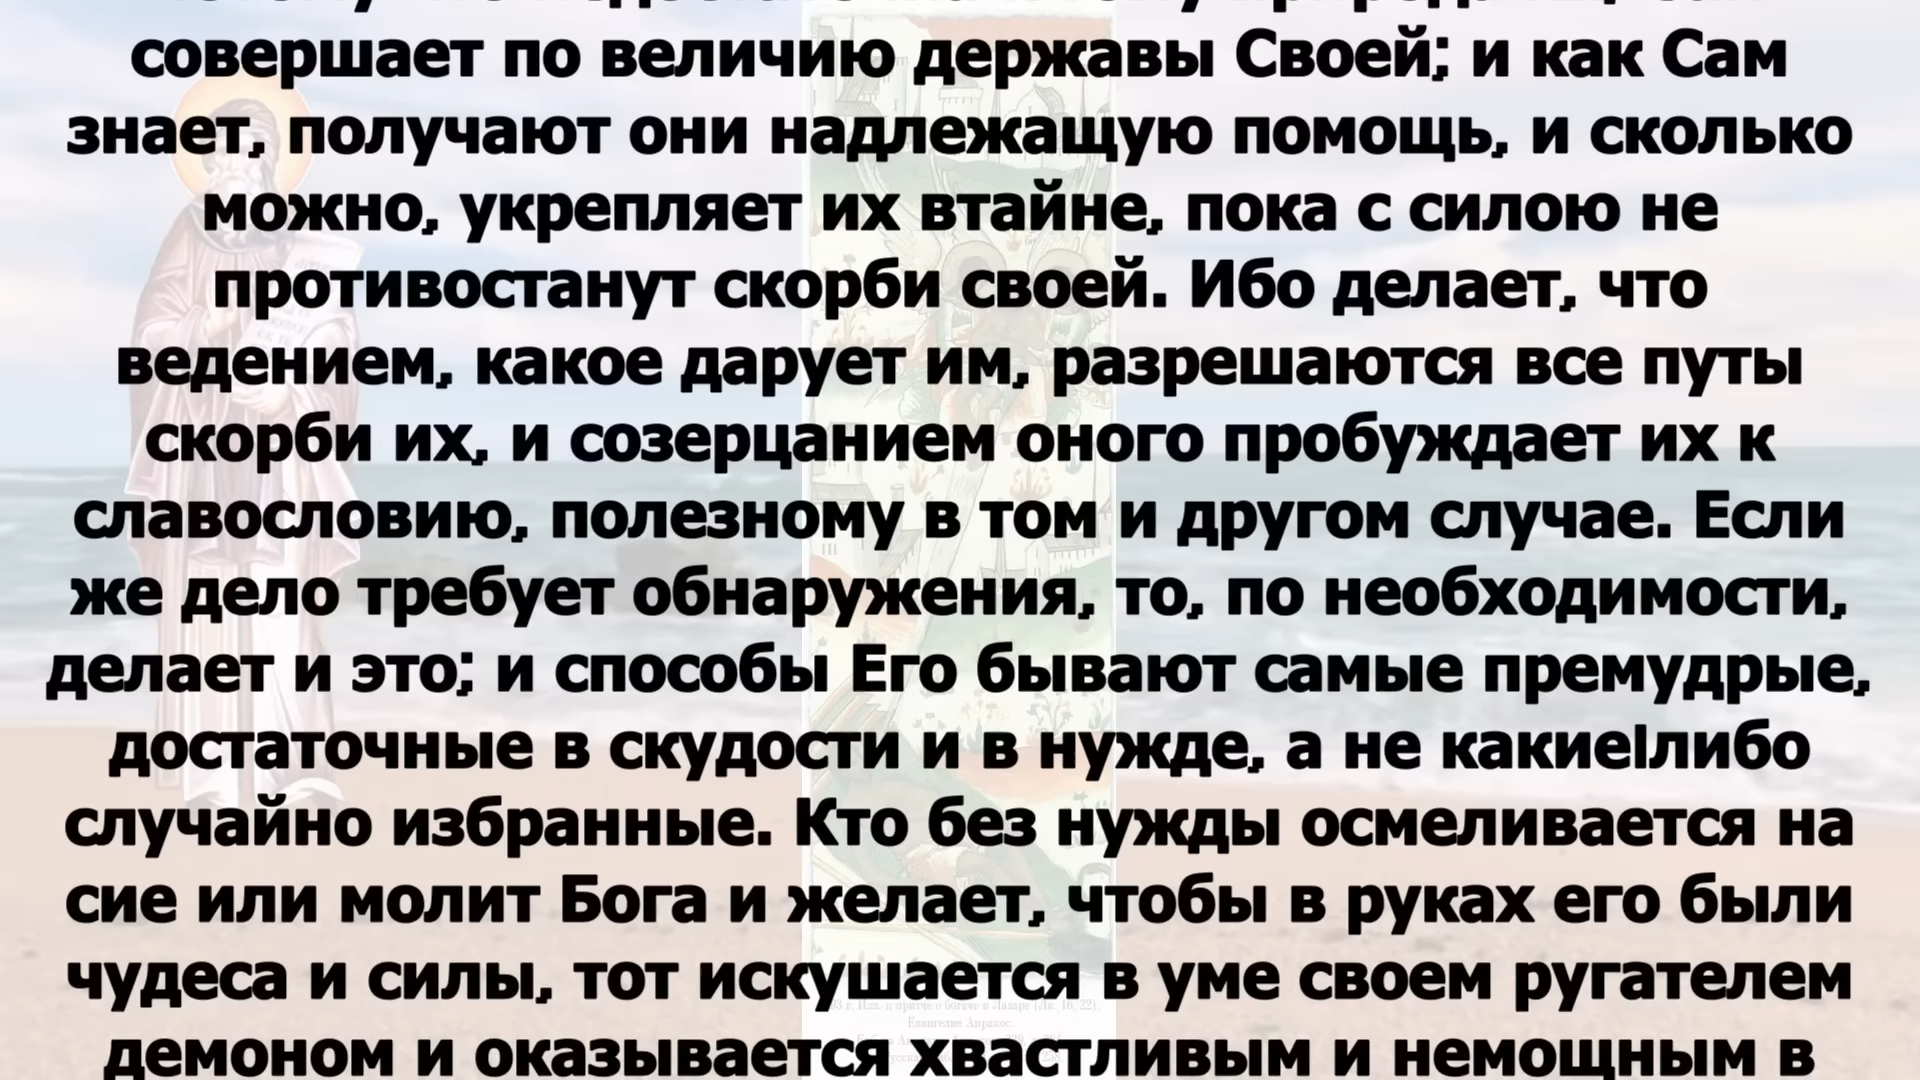 совершает по величию державы Своей; и как Сам
знает, получают они надлежащую помощь, и сколько
можно, укрепляет их втайне, пока с силою не
противостанут скорби своей. Ибо делает, что
ведением, какое дарует им, разрешаются все путы
скорби их, и созерцанием оного пробуждает их к
славословию, полезному в том и другом случае. Если
же дело требует обнаружения, то, по необходимости,
делает и это; и способы Его бывают самые премудрые,
достаточные в скудости и в нужде, а не какие|либо
случайно избранные. Кто без нужды осмеливается на
сие или молит Бога и желает, чтобы в руках его были
чудеса и силы, тот искушается в уме своем ругателем
демоном и оказывается хвастливым и немощным в
Евангелие Апракос.